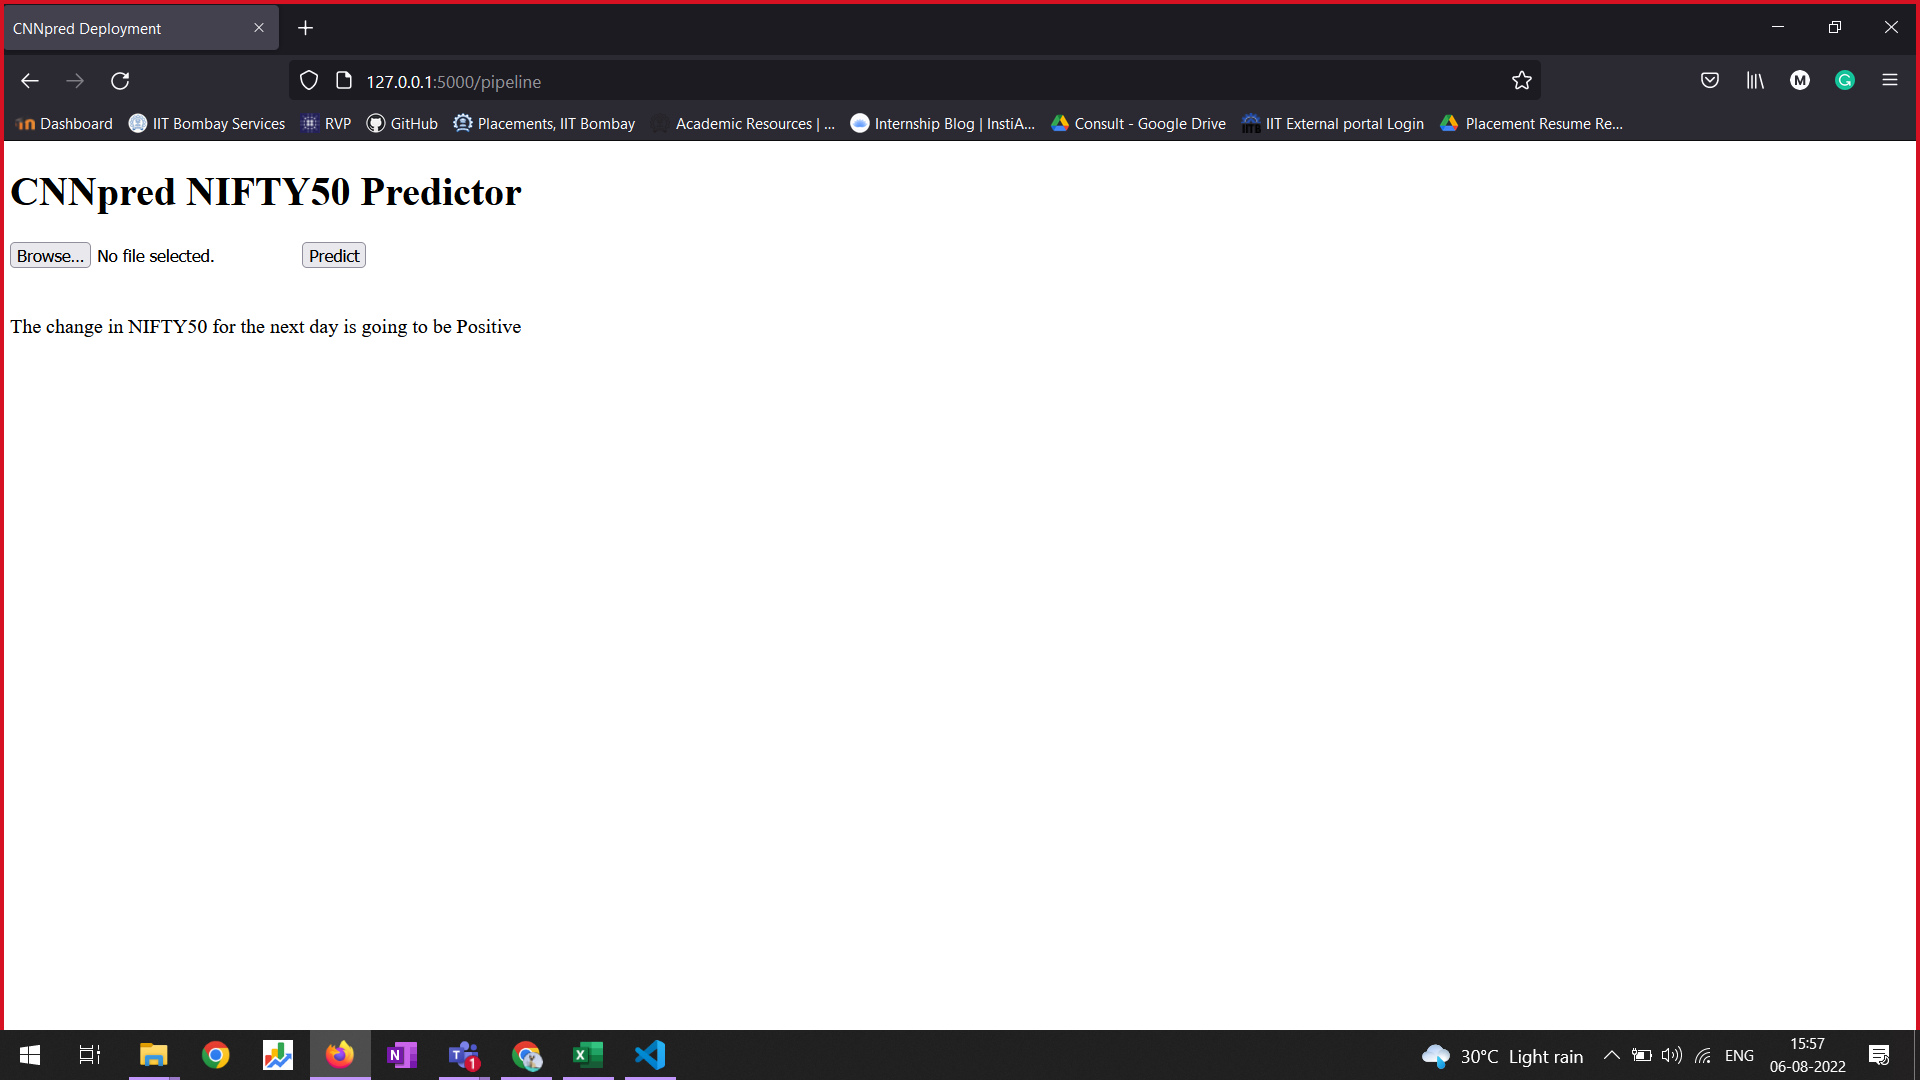 CNNpred Deployment
127.0.0.1:5000/pipeline
Dashboard IIT Bombay Services RVP GitHub Placements, IIT Bombay Academic Resources | ... Internship Blog | InstiA... Consult - Google Drive IIT External portal Login Placement Resume Re...
CNNpred NIFTY50 Predictor
Browse... No file selected. Predict
The change in NIFTY50 for the next day is going to be Positive
30°C Light rain ENG 15:57
06-08-2022